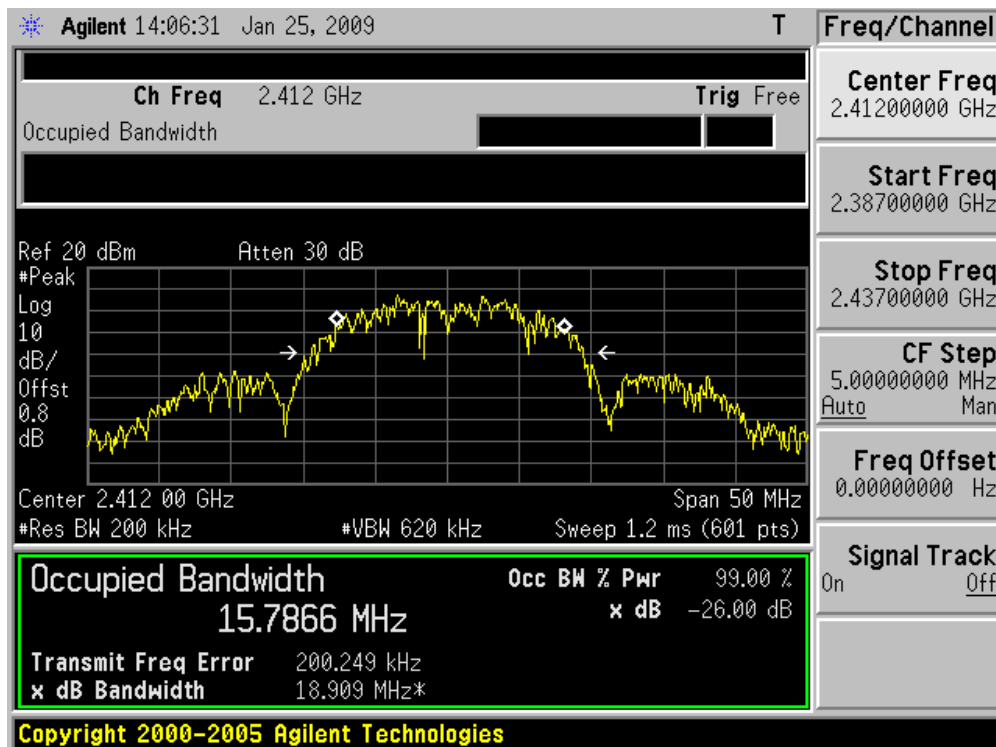 Agilent 14:06:31 Jan 25, 2009 T
Freq/Channel
Ch Freq 2.412 GHz Trig Free
Occupied Bandwidth
Center Freq
2.41200000 GHz
Start Freq
2.38700000 GHz
Stop Freq
2.43700000 GHz
CF Step
5.00000000 MHz
Auto Man
Freq Offset
0.00000000 Hz
Signal Track
On Off
Ref 20 dBm Atten 30 dB
#Peak
Log
10
dB/
Offst
0.8
dB
Center 2.412 00 GHz Span 50 MHz
#Res BW 200 kHz #VBW 620 kHz Sweep 1.2 ms (601 pts)
Occupied Bandwidth Occ BW % Pwr 99.00 %
15.7866 MHz x dB -26.00 dB
Transmit Freq Error 200.249 kHz
x dB Bandwidth 18.909 MHz*
Copyright 2000-2005 Agilent Technologies